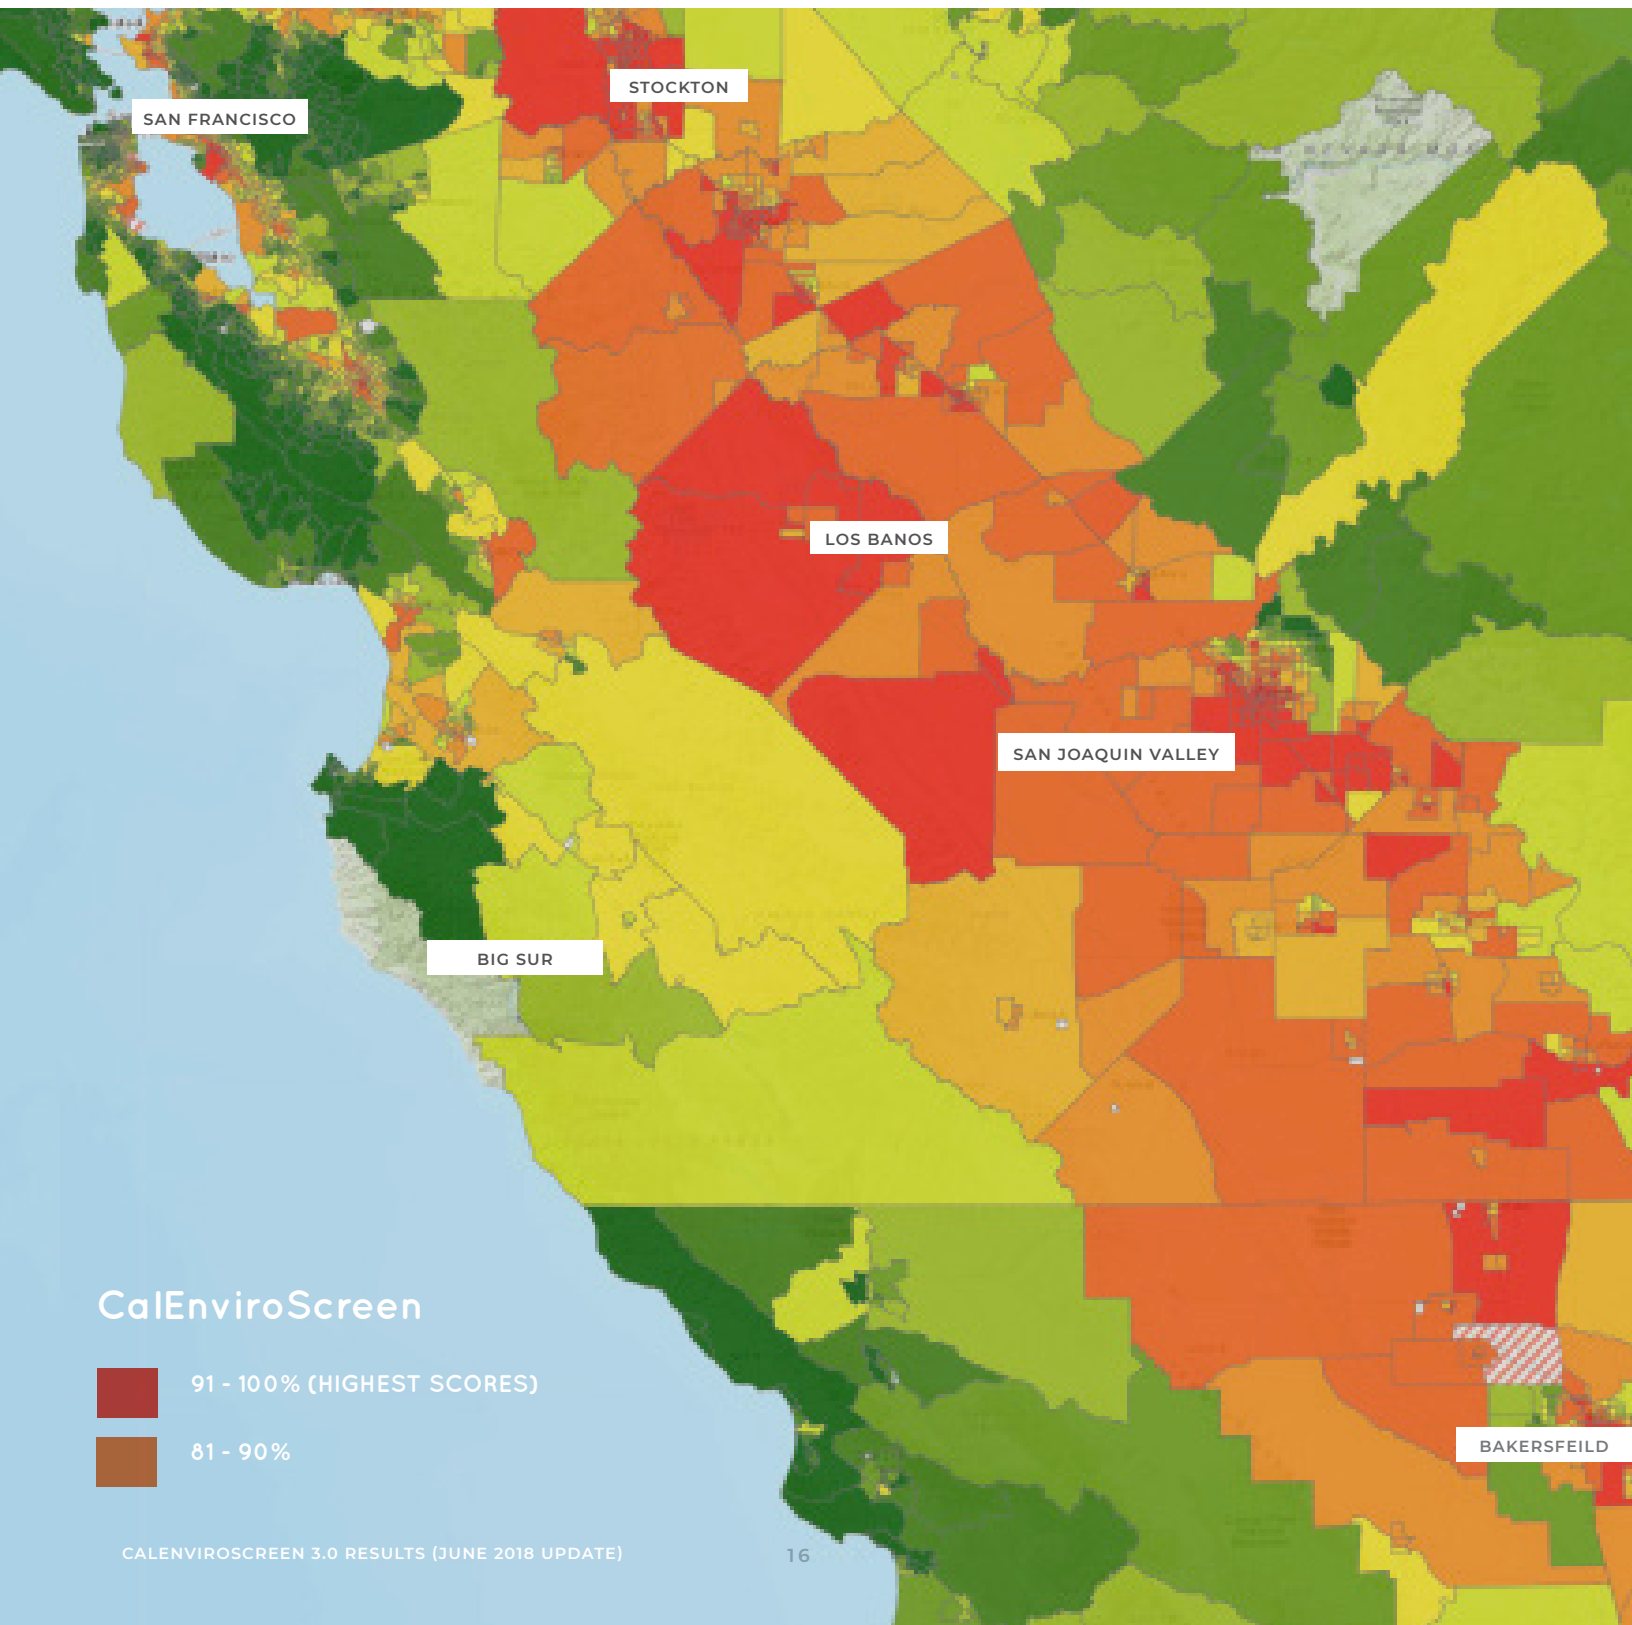 STOCKTON
SAN FRANCISCO
LOS BANOS
SAN JOAQUIN VALLEY
BIG SUR
CalEnviroScreen
91 - 100% (HIGHEST SCORES)
81 - 90%
BAKERSFEILD
CALENVIROSCREEN 3.0 RESULTS (JUNE 2018 UPDATE)
16